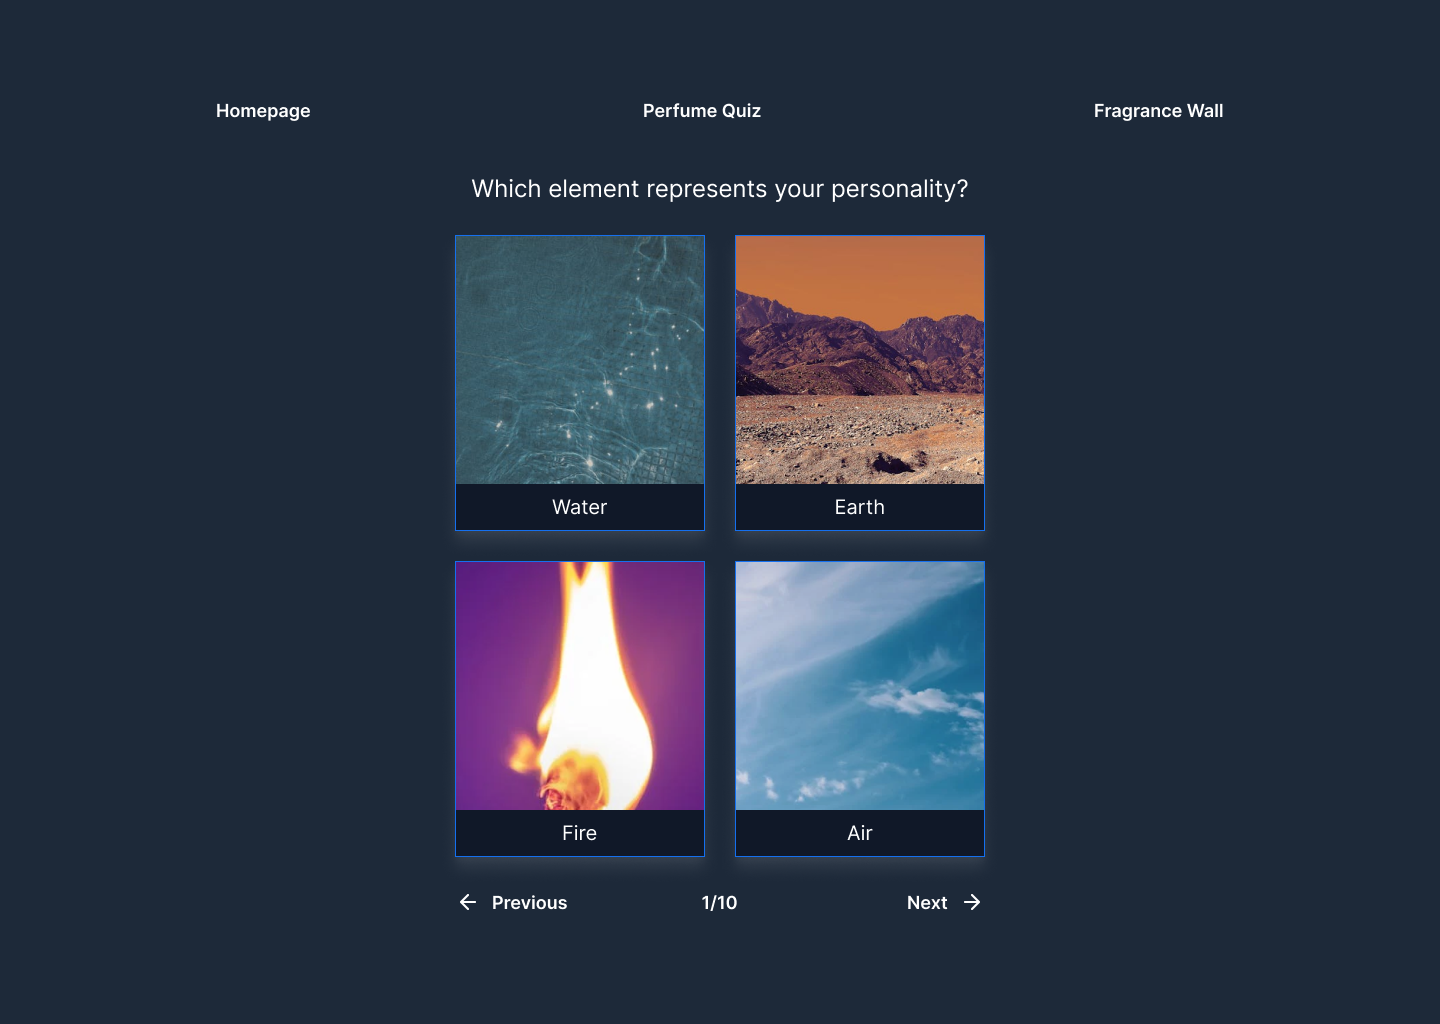 Homepage
Perfume Quiz
Fragrance Wall
Which element represents your personality?
Water
Earth
Fire
Air
Previous
1/10
Next